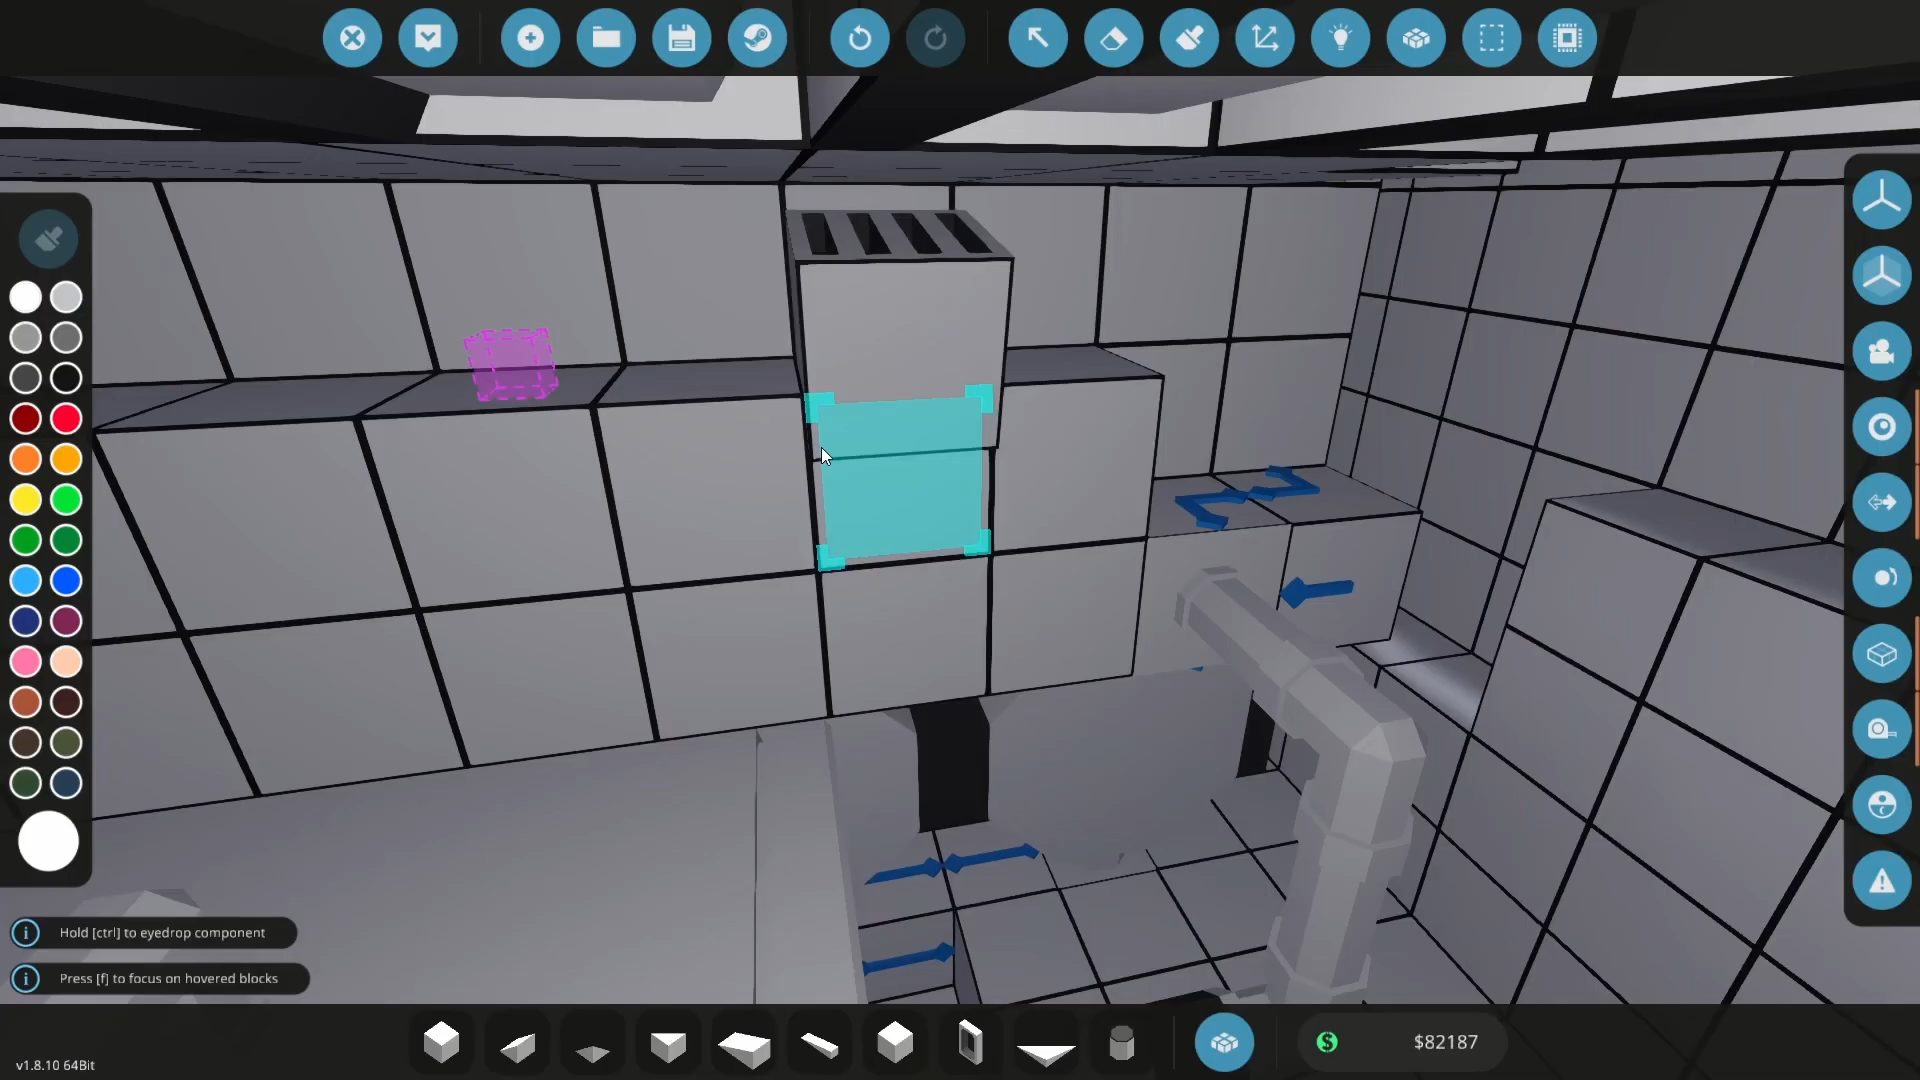 Hold [ctrl] to eyedrop component
Press [f] to focus on hovered blocks
v1.8.10 64Bit
$82187